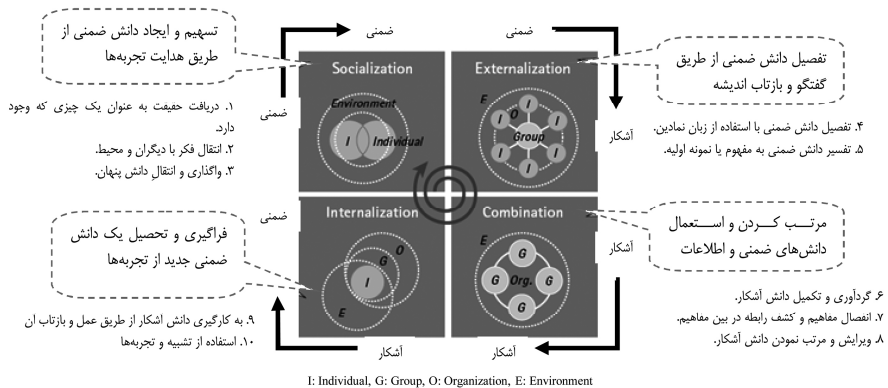 تسهیم و ایجاد دانش ضمنی از
طریق هدایت تجربه‌ها
ضمنی
ضمنی
تفصیل دانش ضمنی از طریق
گفتگو و بازتاب اندیشه
Socialization
Environment
I
Individual
Externalization
E
O
I
I
I
Group
I
I
I
۱. دریافت حقیقت به عنوان یک چیزی که وجود
دارد.
۲. انتقال فکر با دیگران و محیط.
۳. واگذاری و انتقالِ دانش پنهان.
ضمنی
آشکار
۴. تفصیل دانش ضمنی با استفاده از زبان نمادین.
۵. تفسیر دانش ضمنی به مفهوم یا نمونه اولیه.
ضمنی
فراگیری و تحصیل یک دانش
ضمنی جدید از تجربه‌ها
Internalization
O
G
I
E
Combination
E
G
G
Org.
G
G
آشکار
مرتــب کــردن و اســتعمال
دانش‌های ضمنی و اطلاعات
۹. به کارگیری دانش اشکار از طریق عمل و بازتاب ان
۱۰. استفاده از تشبیه و تجربه‌ها
۶. گردآوری و تکمیل دانش آشکار.
۷. انفصال مفاهیم و کشف رابطه در بین مفاهیم.
۸. ویرایش و مرتب نمودن دانش آشکار.
آشکار
آشکار
I: Individual, G: Group, O: Organization, E: Environment